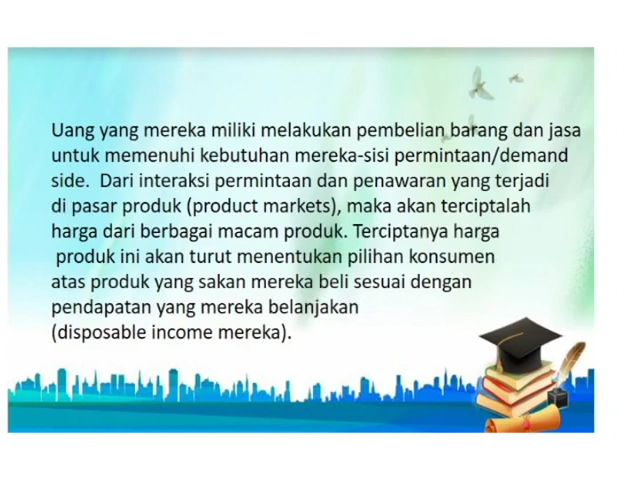 Uang yang mereka miliki melakukan pembelian barang dan jasa
untuk memenuhi kebutuhan mereka-sisi permintaan/demand
side. Dari interaksi permintaan dan penawaran yang terjadi
di pasar produk (product markets), maka akan terciptalah
harga dari berbagai macam produk. Terciptanya harga
produk ini akan turut menentukan pilihan konsumen
atas produk yang sakan mereka beli sesuai dengan
pendapatan yang mereka belanjakan
(disposable income mereka).